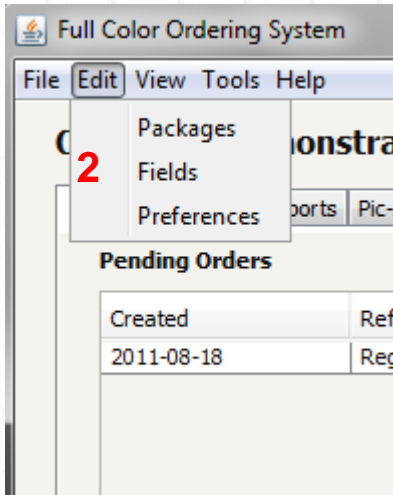 Full Color Ordering System
File Edit View Tools Help
Packages
2 Fields
Preferences
Pending Orders
Created
2011-08-18